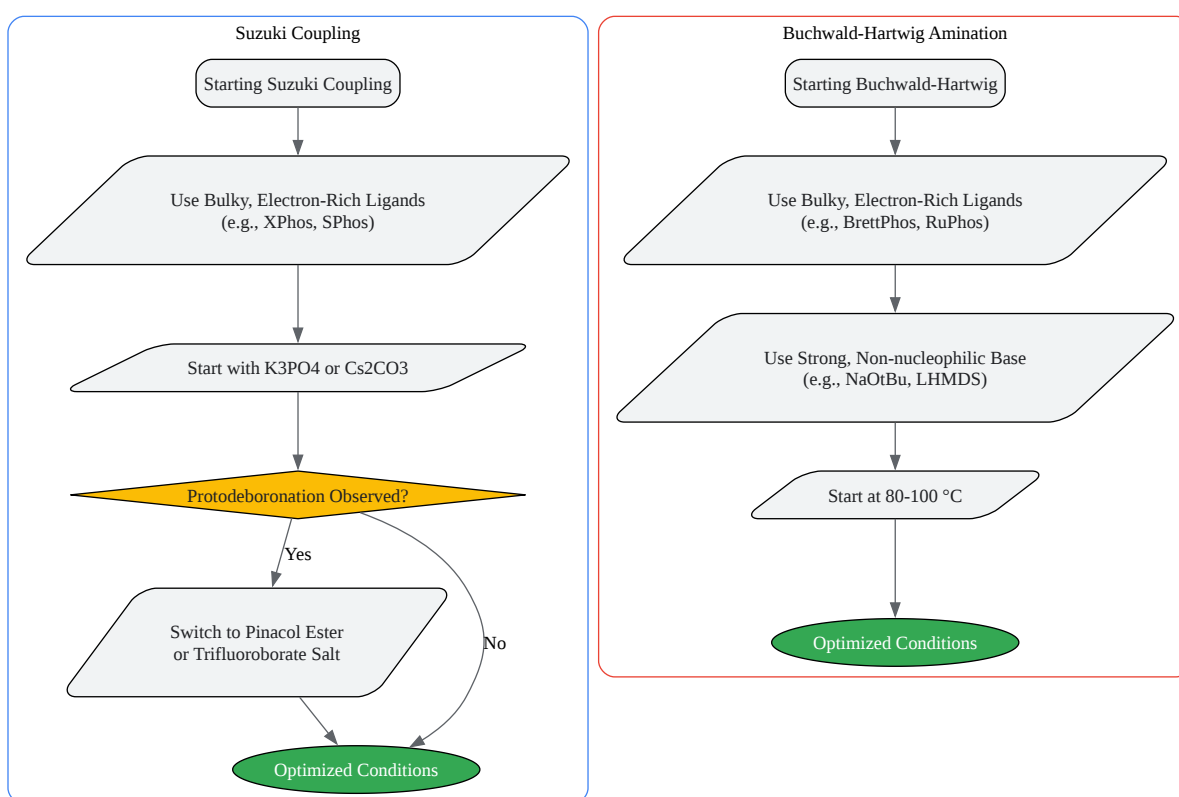 Suzuki Coupling
Starting Suzuki Coupling
Use Bulky, Electron-Rich Ligands
(e.g., XPhos, SPhos)
Start with K3PO4 or Cs2CO3
Protodeboronation Observed?
Yes
Switch to Pinacol Ester
or Trifluoroborate Salt
No
Optimized Conditions
Buchwald-Hartwig Amination
Starting Buchwald-Hartwig
Use Bulky, Electron-Rich Ligands
(e.g., BrettPhos, RuPhos)
Use Strong, Non-nucleophilic Base
(e.g., NaOtBu, LHMDS)
Start at 80-100 °C
Optimized Conditions